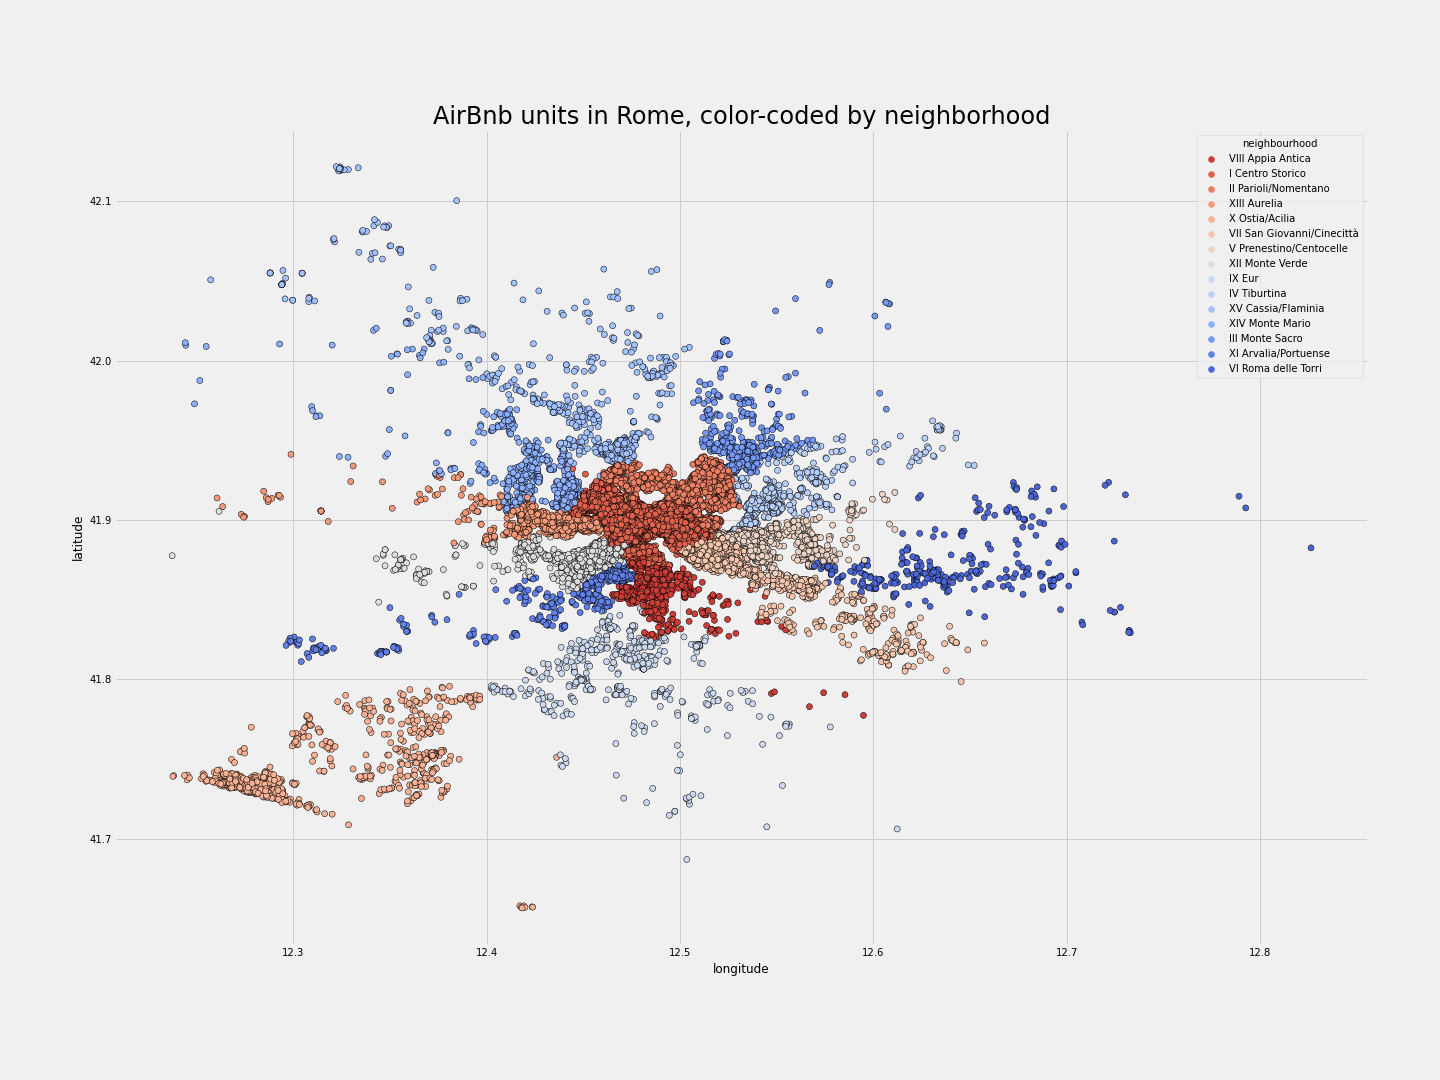 AirBnb units in Rome, color-coded by neighborhood
neighbourhood
VIII Appia Antica
I Centro Storico
II Parioli/Nomentano
XIII Aurelia
X Ostia/Acilia
VII San Giovanni/Cinecittà
V Prenestino/Centocelle
XII Monte Verde
IX Eur
IV Tiburtina
XV Cassia/Flaminia
XIV Monte Mario
III Monte Sacro
XI Arvalia/Portuense
VI Roma delle Torri
42.1
42.0
41.9
41.8
41.7
latitude
12.3 12.4 12.5 12.6 12.7 12.8
longitude